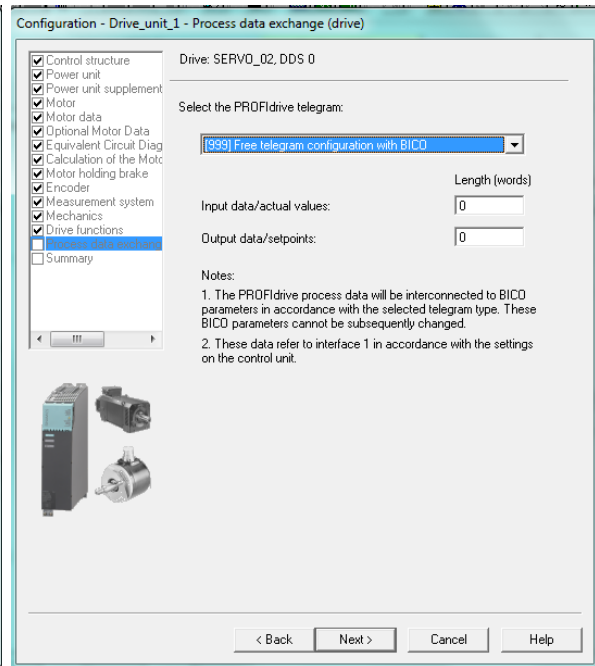 Configuration - Drive_unit_1 - Process data exchange (drive)
Control structure
Power unit
Power unit supplement
Motor
Motor data
Optional Motor Data
Equivalent Circuit Diag
Calculation of the Moto
Motor holding brake
Encoder
Measurement system
Mechanics
Drive functions
Process data exchang
Summary
Drive: SERVO_02, DDS 0
Select the PROFIdrive telegram:
[999] Free telegram configuration with BICO
Length (words)
Input data/actual values:
0
Output data/setpoints:
0
Notes:
1. The PROFIdrive process data will be interconnected to BICO
parameters in accordance with the selected telegram type. These
BICO parameters cannot be subsequently changed.
2. These data refer to interface 1 in accordance with the settings
on the control unit.
< Back
Next >
Cancel
Help